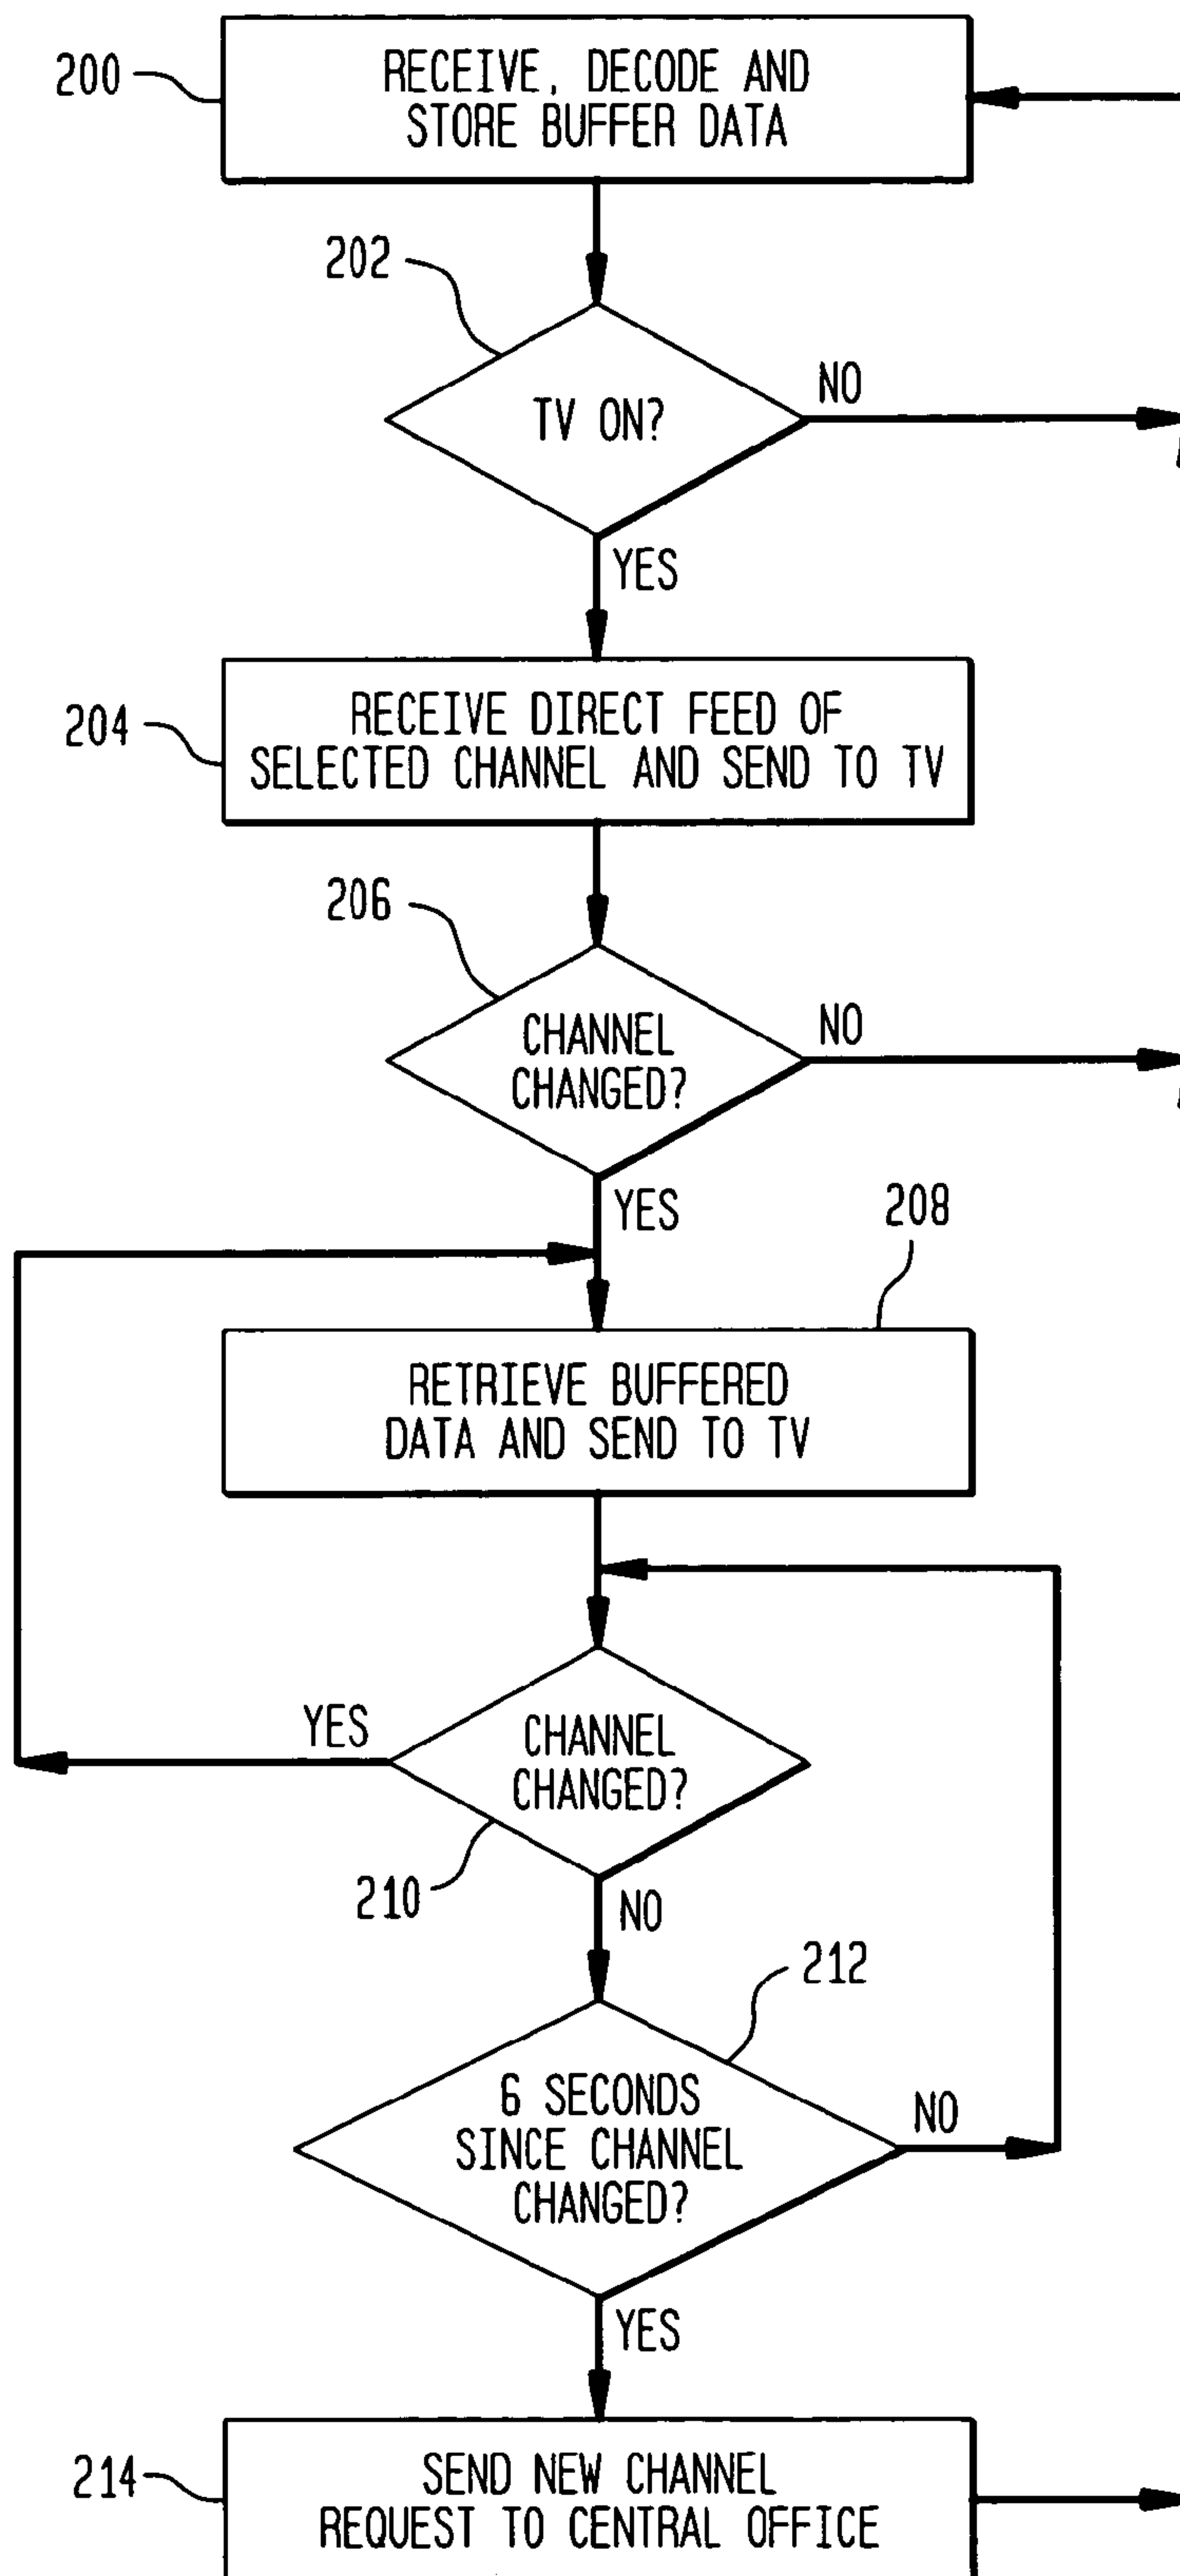 200
RECEIVE, DECODE AND
STORE BUFFER DATA
202
TV ON?
NO
YES
204
RECEIVE DIRECT FEED OF
SELECTED CHANNEL AND SEND TO TV
206
CHANNEL
CHANGED?
NO
YES
208
RETRIEVE BUFFERED
DATA AND SEND TO TV
YES
CHANNEL
CHANGED?
210
NO
212
6 SECONDS
SINCE CHANNEL
CHANGED?
NO
YES
214
SEND NEW CHANNEL
REQUEST TO CENTRAL OFFICE